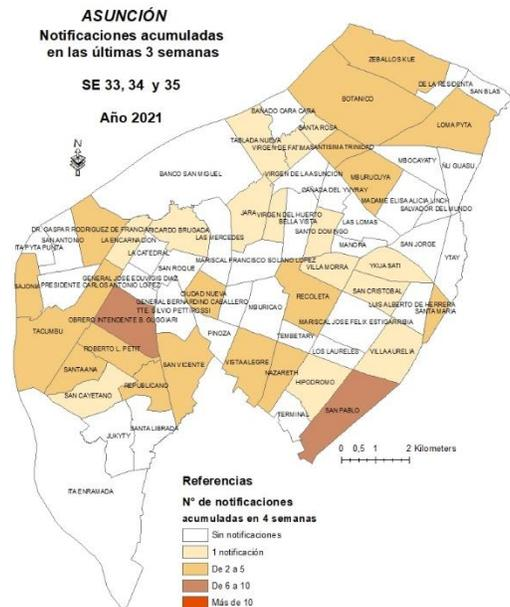 ASUNCIÓN
Notificaciones acumuladas
en las últimas 3 semanas
SE 33, 34 y 35
Año 2021
N
ZEBALLOS KUE
DE LA RESIDENTA
SAN BLAS
BOTANICO
LOMA PYTA
BAÑADO CARA CARA
SANTA ROSA
TABLADA NUEVA
VIRGEN DE FATIMA
SANTISIMA TRINIDAD
MBOCAYATY
ÑU GUASU
BANCO SAN MIGUEL
VIRGEN DE LA ASUNCION
MBURUCUYA
CAÑADA DEL YVYRAY
MADAME ELISA ALICIA LINCH
SALVADOR DEL MUNDO
JARA
VIRGEN DEL HUERTO
BELLA VISTA
LAS LOMAS
SANTO DOMINGO
DR. GASPAR RODRIGUEZ DE FRANCIA
RICARDO BRUGADA
SAN ANTONIO
LA ENCARNACION
LAS MERCEDES
MANORA
SAN JORGE
ITA PYTA PUNTA
LA CATEDRAL
MARISCAL FRANCISCO SOLANO LOPEZ
YTAY
SAN ROQUE
VILLA MORRA
YKUA SATI
GENERAL JOSE EDUVIGIS DIAZ
SAJONIA
PRESIDENTE CARLOS ANTONIO LOPEZ
CIUDAD NUEVA
SAN CRISTOBAL
GENERAL BERNARDINO CABALLERO
RECOLETA
LUIS ALBERTO DE HERRERA
TTE. SILVIO PETTIROSSI
MBURICAO
SANTA MARIA
OBRERO INTENDENTE B. GUGGIARI
MARISCAL JOSE FELIX ESTIGARRIBIA
TACUMBU
PINOZA
TEMBETARY
ROBERTO L. PETIT
LOS LAURELES
VILLA AURELIA
SAN VICENTE
VISTA ALEGRE
SANTA ANA
NAZARETH
REPUBLICANO
HIPODROMO
SAN CAYETANO
SAN PABLO
TERMINAL
SANTA LIBRADA
JUKYTY
0 0,5 1 2 Kilometers
ITA ENRAMADA
Referencias
N° de notificaciones
acumuladas en 4 semanas
Sin notificaciones
1 notificación
De 2 a 5
De 6 a 10
Más de 10